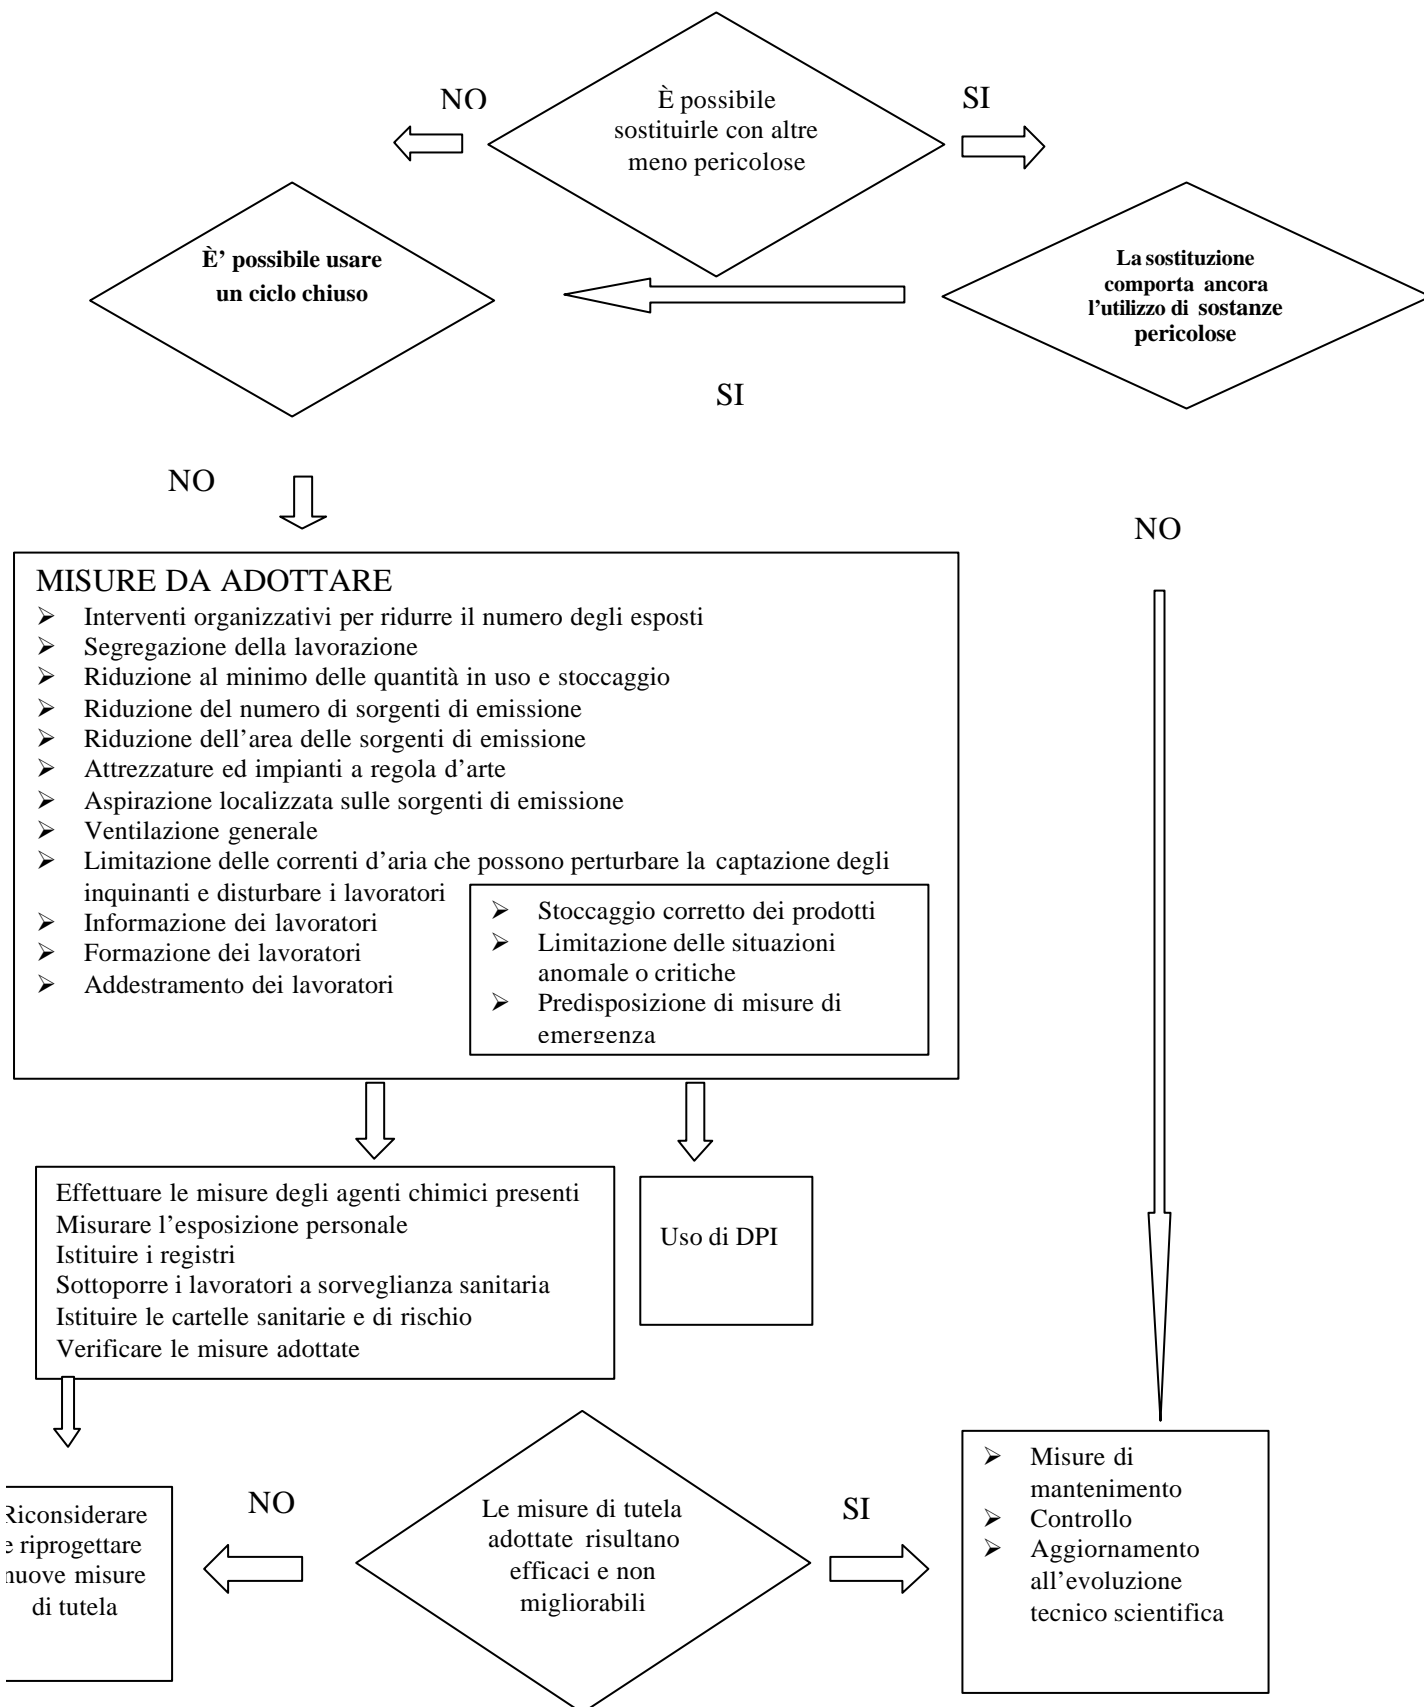 NO
È possibile
sostituirle con altre
meno pericolose
SI
È’ possibile usare
un ciclo chiuso
La sostituzione
comporta ancora
l’utilizzo di sostanze
pericolose
SI
NO
NO
MISURE DA ADOTTARE
➢ Interventi organizzativi per ridurre il numero degli esposti
➢ Segregazione della lavorazione
➢ Riduzione al minimo delle quantità in uso e stoccaggio
➢ Riduzione del numero di sorgenti di emissione
➢ Riduzione dell’area delle sorgenti di emissione
➢ Attrezzature ed impianti a regola d’arte
➢ Aspirazione localizzata sulle sorgenti di emissione
➢ Ventilazione generale
➢ Limitazione delle correnti d’aria che possono perturbare la captazione degli
inquinanti e disturbare i lavoratori
➢ Informazione dei lavoratori
➢ Formazione dei lavoratori
➢ Addestramento dei lavoratori
➢ Stoccaggio corretto dei prodotti
➢ Limitazione delle situazioni
anomale o critiche
➢ Predisposizione di misure di
emergenza
Effettuare le misure degli agenti chimici presenti
Misurare l’esposizione personale
Istituire i registri
Sottoporre i lavoratori a sorveglianza sanitaria
Istituire le cartelle sanitarie e di rischio
Verificare le misure adottate
Uso di DPI
Riconsiderare
e riprogettare
nuove misure
di tutela
NO
Le misure di tutela
adottate risultano
efficaci e non
migliorabili
SI
➢ Misure di
mantenimento
➢ Controllo
➢ Aggiornamento
all’evoluzione
tecnico scientifica